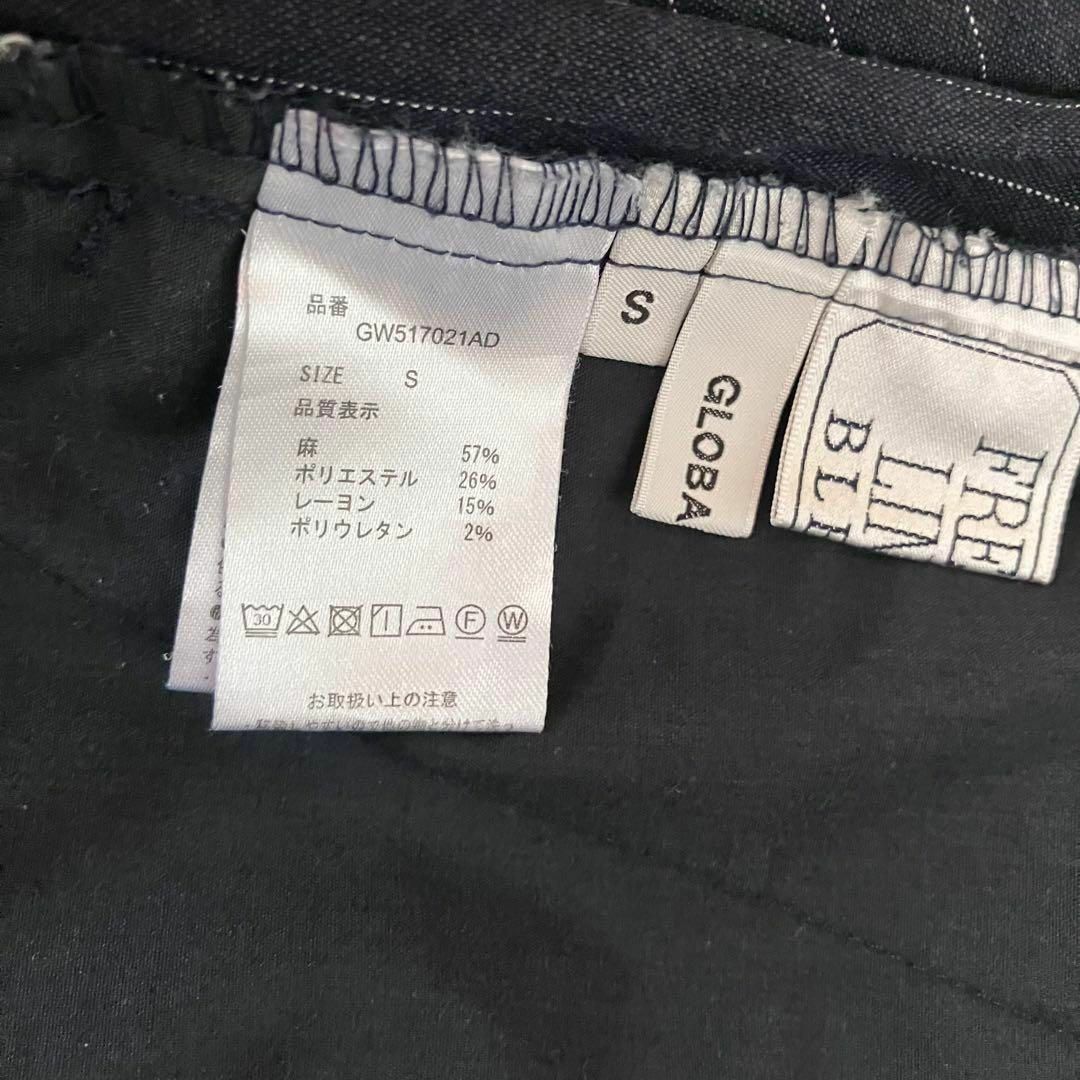 品番
GW517021AD
SIZE S
品質表示
麻 57%
ポリエステル 26%
レーヨン 15%
ポリウレタン 2%
30
F
W
お取扱い上の注意
S
GLOBA
FRE
LIN
BLE